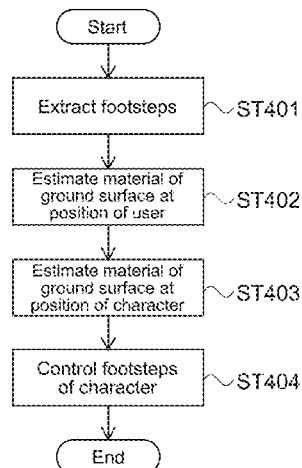 Start
Extract footsteps
ST401
Estimate material of
ground surface at
position of user
ST402
Estimate material of
ground surface at
position of character
ST403
Control footsteps
of character
ST404
End